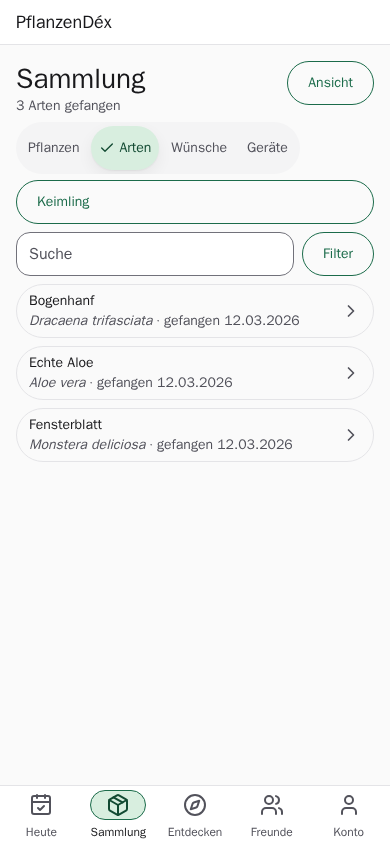 PflanzenDéx
Sammlung
Ansicht
3 Arten gefangen
Pflanzen
Arten
Wünsche
Geräte
Keimling
Suche
Filter
Bogenhanf
Dracaena trifasciata · gefangen 12.03.2026
Echte Aloe
Aloe vera · gefangen 12.03.2026
Fensterblatt
Monstera deliciosa · gefangen 12.03.2026
Heute
Sammlung
Entdecken
Freunde
Konto